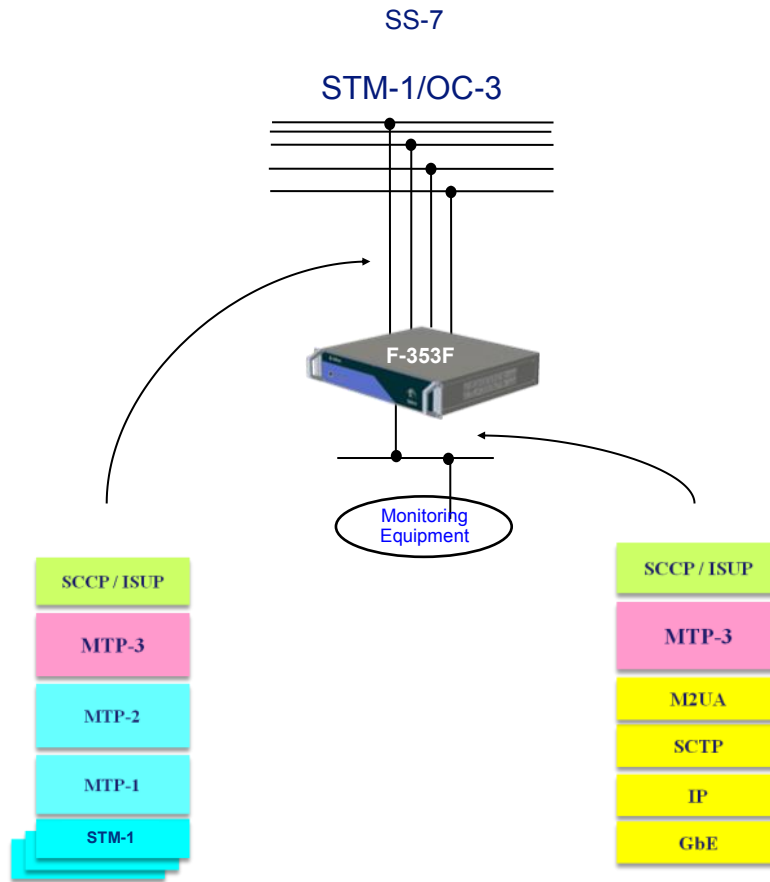 SS-7
STM-1/OC-3
F-353F
Monitoring
Equipment
SCCP / ISUP
MTP-3
MTP-2
MTP-1
STM-1
SCCP / ISUP
MTP-3
M2UA
SCTP
IP
GbE